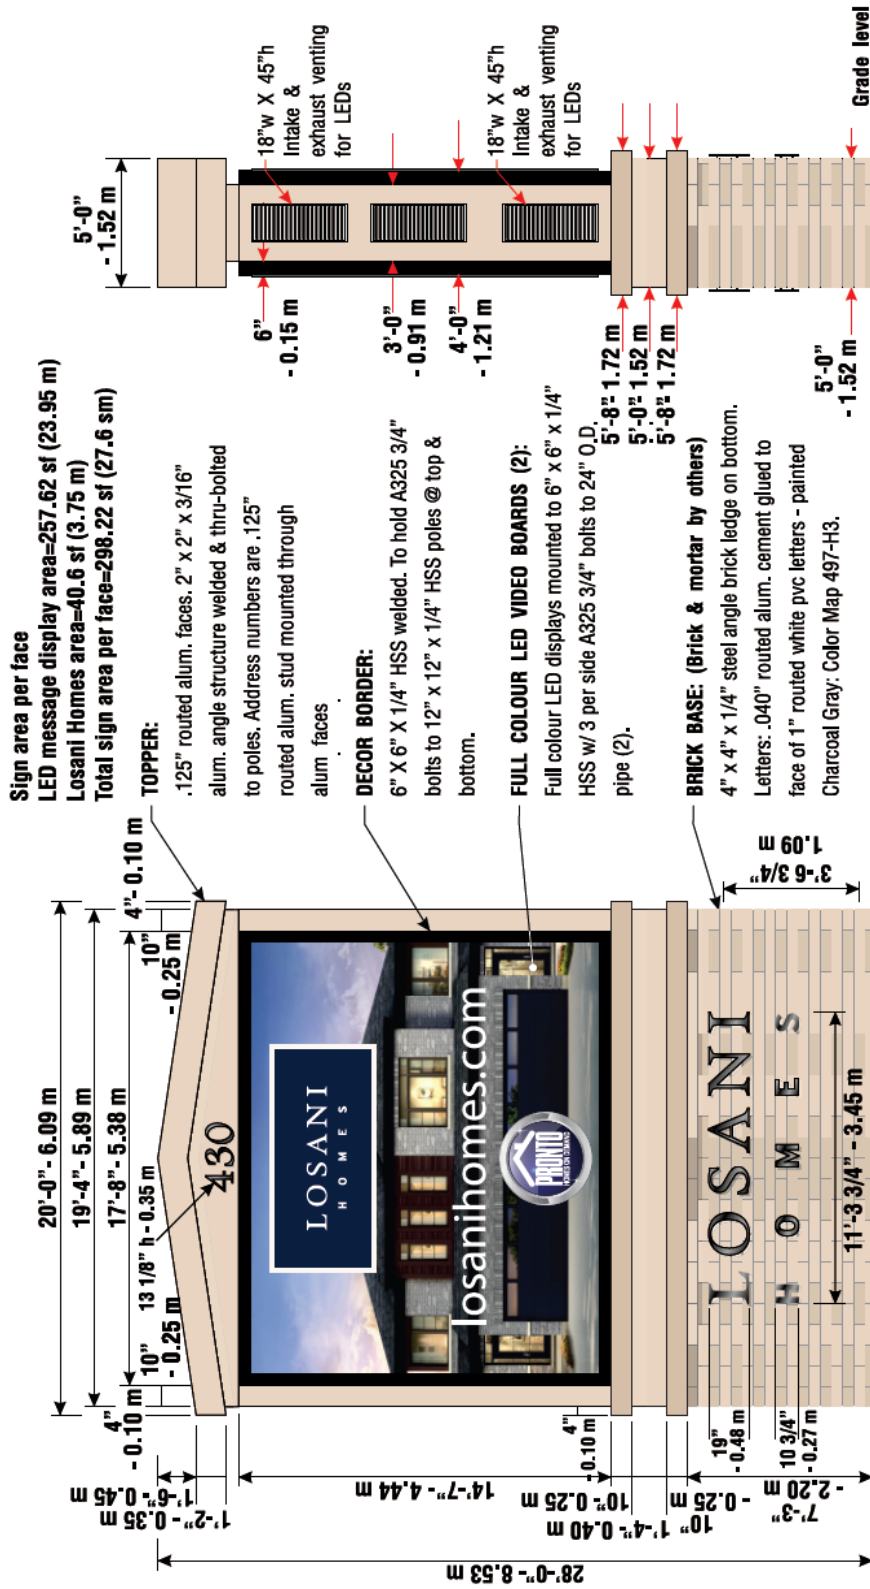 Sign area per face
LED message display area=257.62 sf (23.95 m)
Losani Homes area=40.6 sf (3.75 m)
Total sign area per face=298.22 sf (27.6 sm)
TOPPER:
.125" routed alum. faces. 2" x 2" x 3/16"
alum. angle structure welded & thru-bolted
to poles. Address numbers are .125"
routed alum. stud mounted through
alum faces .
DECOR BORDER:
6" X 6" X 1/4" HSS welded. To hold A325 3/4"
bolts to 12" x 12" x 1/4" HSS poles @ top &
bottom.
FULL COLOUR LED VIDEO BOARDS (2):
Full colour LED displays mounted to 6" x 6" x 1/4"
HSS w/ 3 per side A325 3/4" bolts to 24" O.D.
pipe (2).
BRICK BASE: (Brick & mortar by others)
4" x 4" x 1/4" steel angle brick ledge on bottom.
Letters: .040" routed alum. cement glued to
face of 1" routed white pvc letters - painted
Charcoal Gray: Color Map 497-H3.
20'-0" - 6.09 m
19'-4" - 5.89 m
17'-8" - 5.38 m
13 1/8" h - 0.35 m
4"
- 0.10 m
10"
- 0.25 m
10"
- 0.25 m
4" - 0.10 m
430
LOSANI
HOMES
losanihomes.com
PRONTO
HOMES ON DEMAND
LOSANI
HOMES
11'-3 3/4" - 3.45 m
3'-6 3/4"
1.09 m
1'-6" - 0.45 m
1'-2" - 0.35 m
14'-7" - 4.44 m
4"
- 0.10 m
10" - 0.25 m
1'-4" - 0.40 m
10" - 0.25 m
7'-3"
- 2.20 m
28'-0" - 8.53 m
19"
- 0.48 m
10 3/4"
- 0.27 m
5'-0"
- 1.52 m
18"w X 45"h
Intake &
exhaust venting
for LEDs
18"w X 45"h
Intake &
exhaust venting
for LEDs
6"
- 0.15 m
3'-0"
- 0.91 m
4'-0"
- 1.21 m
5'-8" - 1.72 m
5'-0" - 1.52 m
5'-8" - 1.72 m
5'-0"
- 1.52 m
Grade level